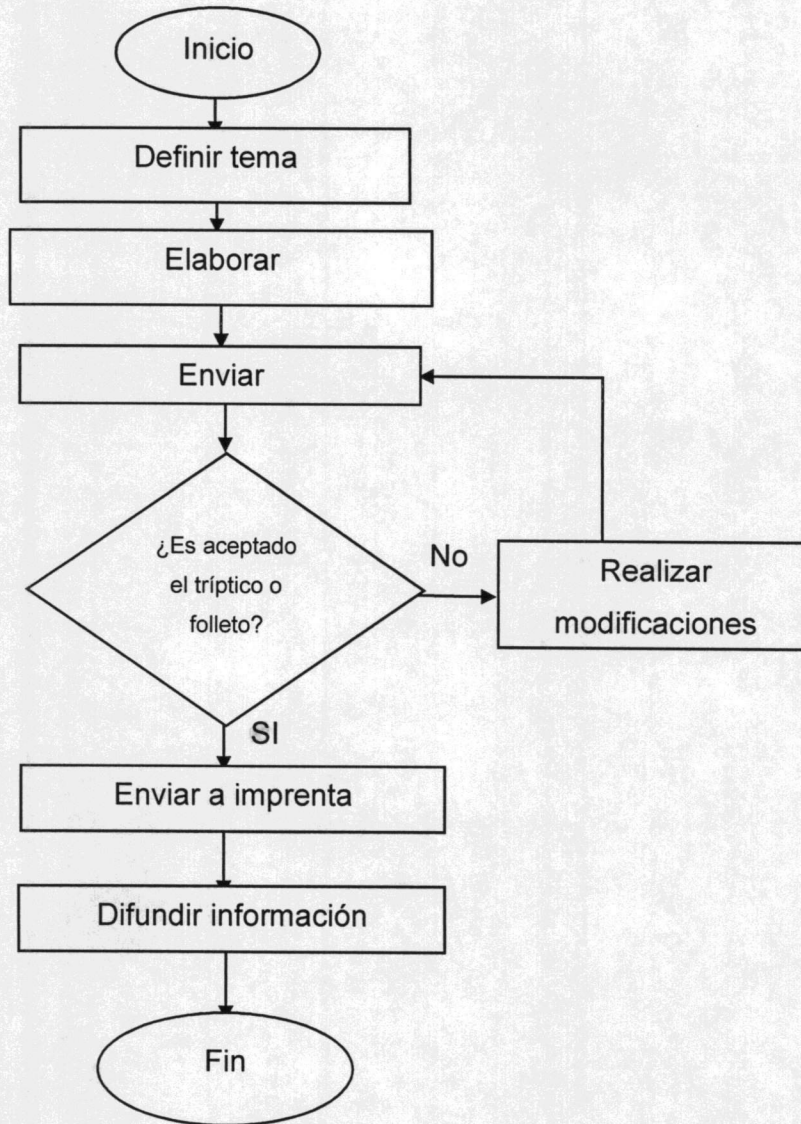 Inicio
Definir tema
Elaborar
Enviar
¿Es aceptado
el tríptico o
folleto?
No
Realizar
modificaciones
SI
Enviar a imprenta
Difundir información
Fin